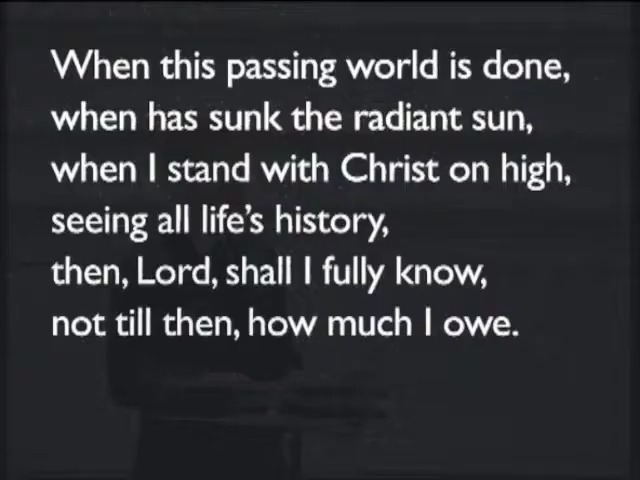 When this passing world is done,
when has sunk the radiant sun,
when I stand with Christ on high,
seeing all life's history,
then, Lord, shall I fully know,
not till then, how much I owe.